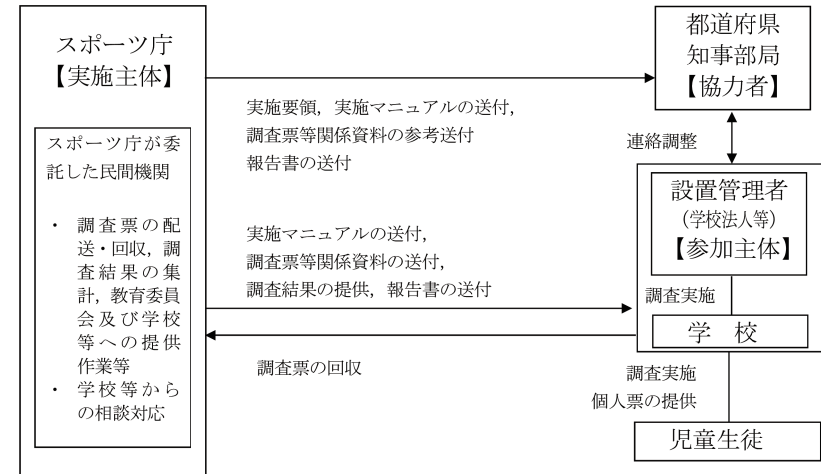 スポーツ庁
【実施主体】
スポーツ庁が委
託した民間機関
・ 調査票の配
送・回収，調
査結果の集
計，教育委員
会及び学校
等への提供
作業等
・ 学校等から
の相談対応
実施要領，実施マニュアルの送付，
調査票等関係資料の参考送付
報告書の送付
実施マニュアルの送付，
調査票等関係資料の送付，
調査結果の提供，報告書の送付
調査票の回収
都道府県
知事部局
【協力者】
連絡調整
設置管理者
（学校法人等）
【参加主体】
調査実施
学　校
調査実施
個人票の提供
児童生徒